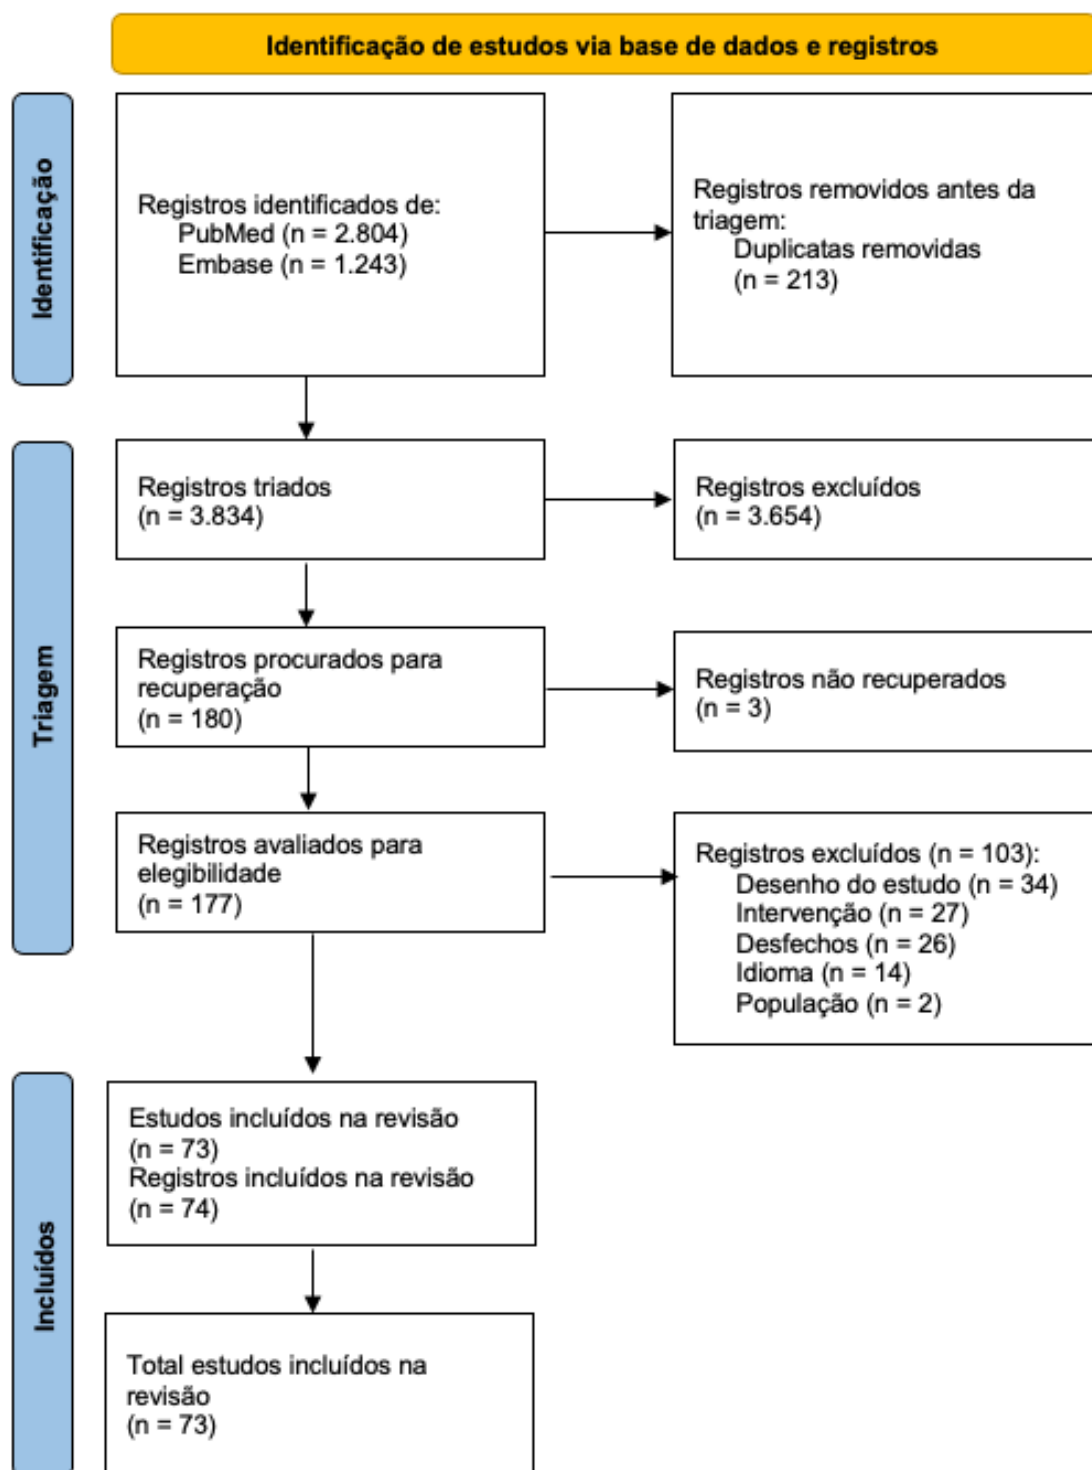 Identificação de estudos via base de dados e registros
Identificação
Registros identificados de:
PubMed (n = 2.804)
Embase (n = 1.243)
Registros removidos antes da
triagem:
Duplicatas removidas
(n = 213)
Triagem
Registros triados
(n = 3.834)
Registros excluídos
(n = 3.654)
Registros procurados para
recuperação
(n = 180)
Registros não recuperados
(n = 3)
Registros avaliados para
elegibilidade
(n = 177)
Registros excluídos (n = 103):
Desenho do estudo (n = 34)
Intervenção (n = 27)
Desfechos (n = 26)
Idioma (n = 14)
População (n = 2)
Incluídos
Estudos incluídos na revisão
(n = 73)
Registros incluídos na revisão
(n = 74)
Total estudos incluídos na
revisão
(n = 73)